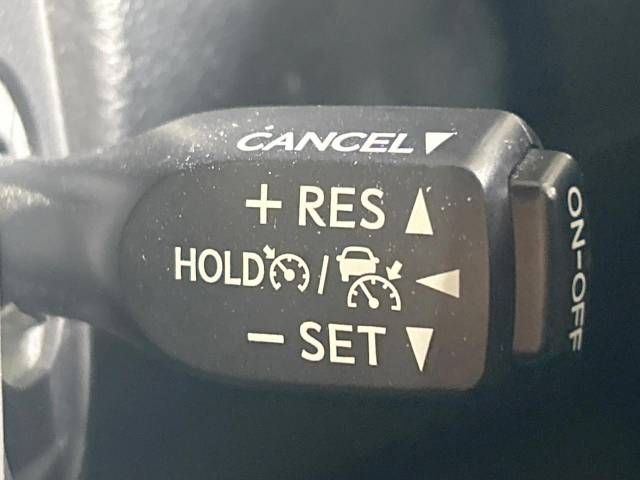 CANCEL
+ RES
HOLD /
− SET
ON-OFF